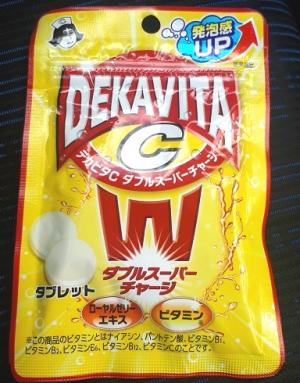 発泡感
UP
DEKAVITA
C
デカビタC ダブルスーパーチャージ
W
ダブルスーパー
チャージ
タブレット
ローヤルゼリー
エキス
ビタミン
※この商品のビタミンとはナイアシン、パントテン酸、ビタミンB₁、
ビタミンB₂、ビタミンB₆、ビタミンB₁₂、ビタミンCのことです。